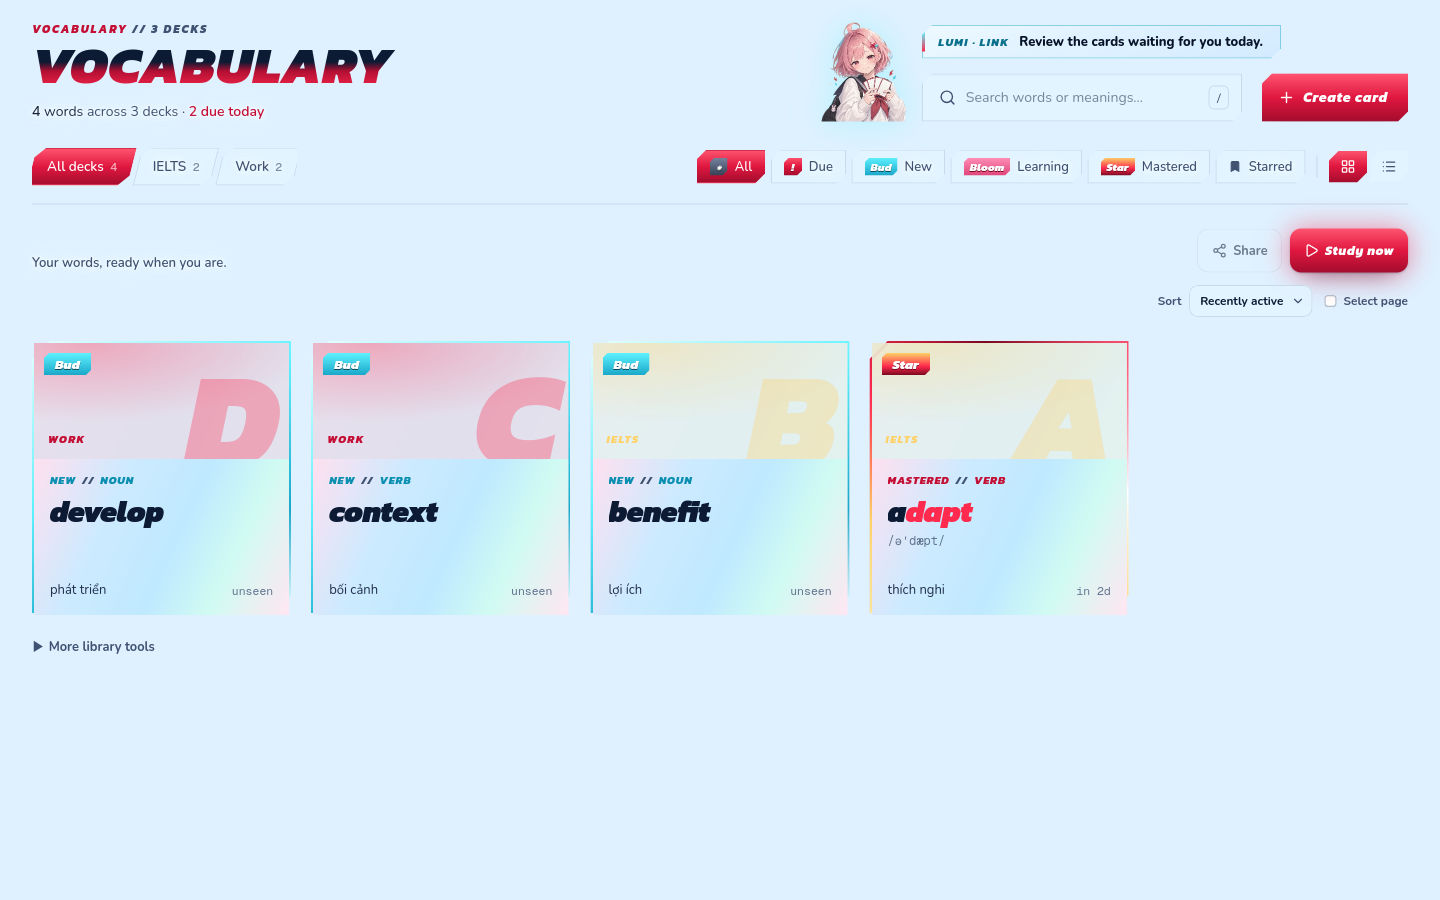 VOCABULARY // 3 DECKS
VOCABULARY
4 words across 3 decks · 2 due today
LUMI · LINK Review the cards waiting for you today.
Search words or meanings... /
+ Create card
All decks 4
IELTS 2
Work 2
All
! Due
Bud New
Bloom Learning
Star Mastered
Starred
Your words, ready when you are.
Share
Study now
Sort Recently active
Select page
Bud
D
WORK
NEW // NOUN
develop
phát triển
unseen
Bud
C
WORK
NEW // VERB
context
bối cảnh
unseen
Bud
B
IELTS
NEW // NOUN
benefit
lợi ích
unseen
Star
A
IELTS
MASTERED // VERB
adapt
/əˈdæpt/
thích nghi
in 2d
▶ More library tools